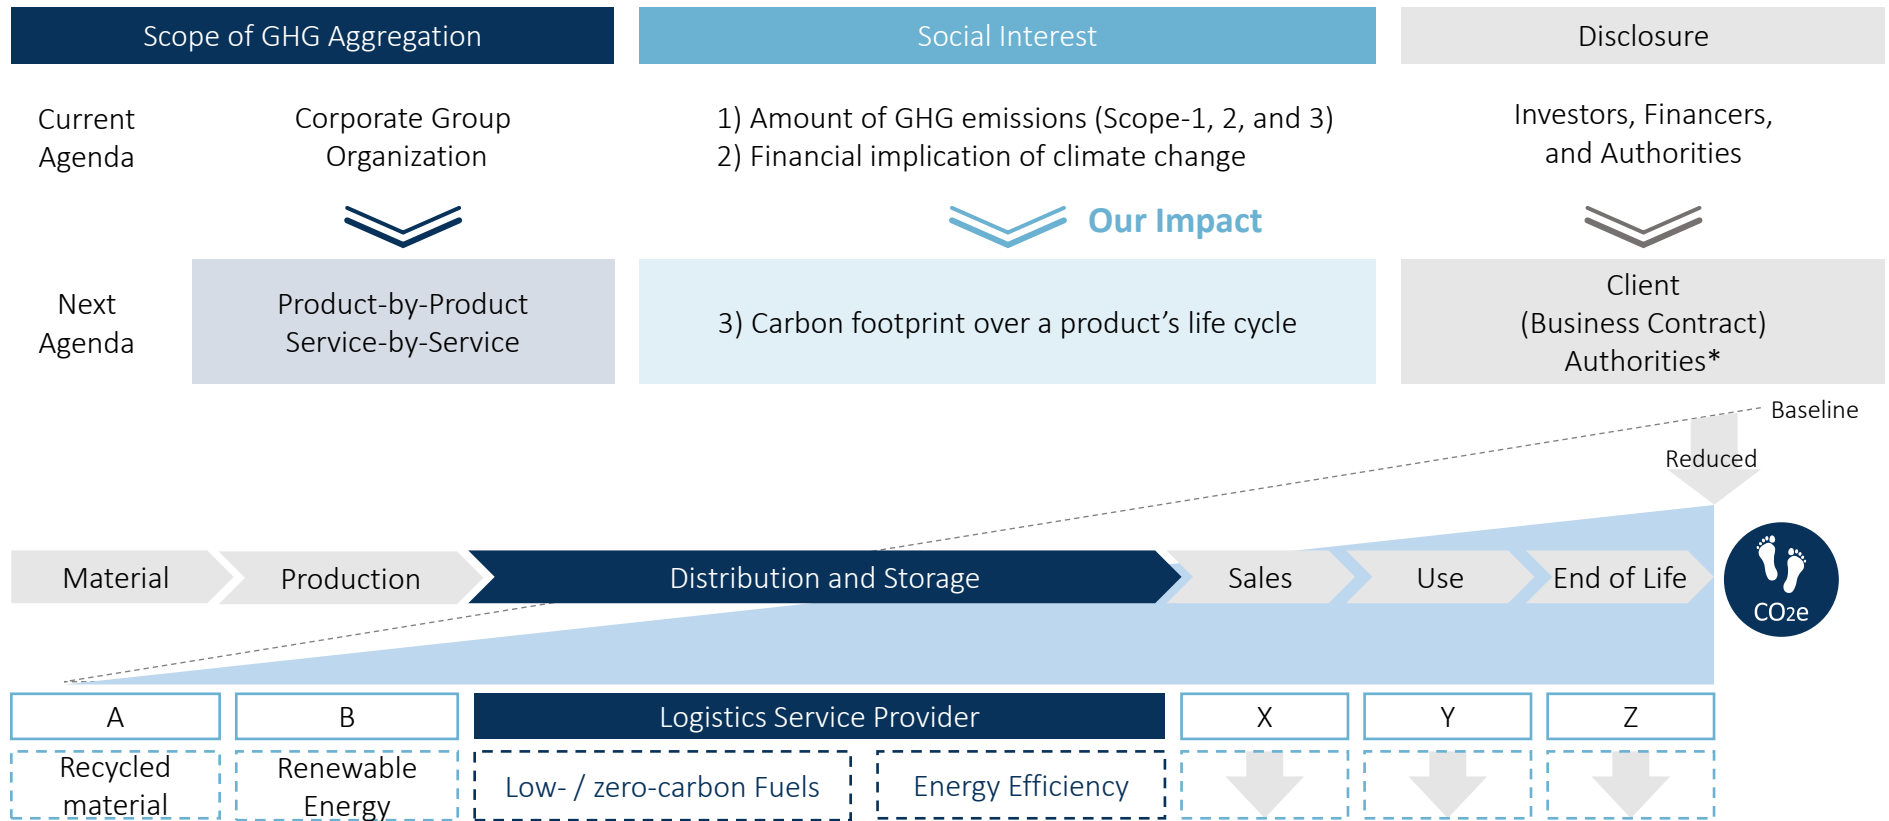 Scope of GHG Aggregation
Social Interest
Disclosure
Current
Agenda
Corporate Group
Organization
1) Amount of GHG emissions (Scope-1, 2, and 3)
2) Financial implication of climate change
Investors, Financers,
and Authorities
Our Impact
Next
Agenda
Product-by-Product
Service-by-Service
3) Carbon footprint over a product’s life cycle
Client
(Business Contract)
Authorities*
Baseline
Reduced
Material
Production
Distribution and Storage
Sales
Use
End of Life
CO2e
A
B
Logistics Service Provider
X
Y
Z
Recycled
material
Renewable
Energy
Low- / zero-carbon Fuels
Energy Efficiency